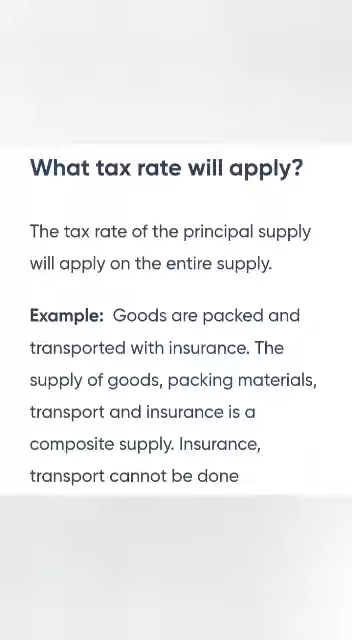 What tax rate will apply?
The tax rate of the principal supply
will apply on the entire supply.
Example: Goods are packed and
transported with insurance. The
supply of goods, packing materials,
transport and insurance is a
composite supply. Insurance,
transport cannot be done